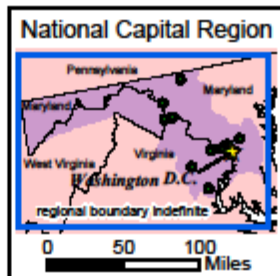 National Capital Region
Pennsylvania
Maryland
Maryland
West Virginia
Virginia
Washington D.C.
regional boundary indefinite
0 50 100
Miles